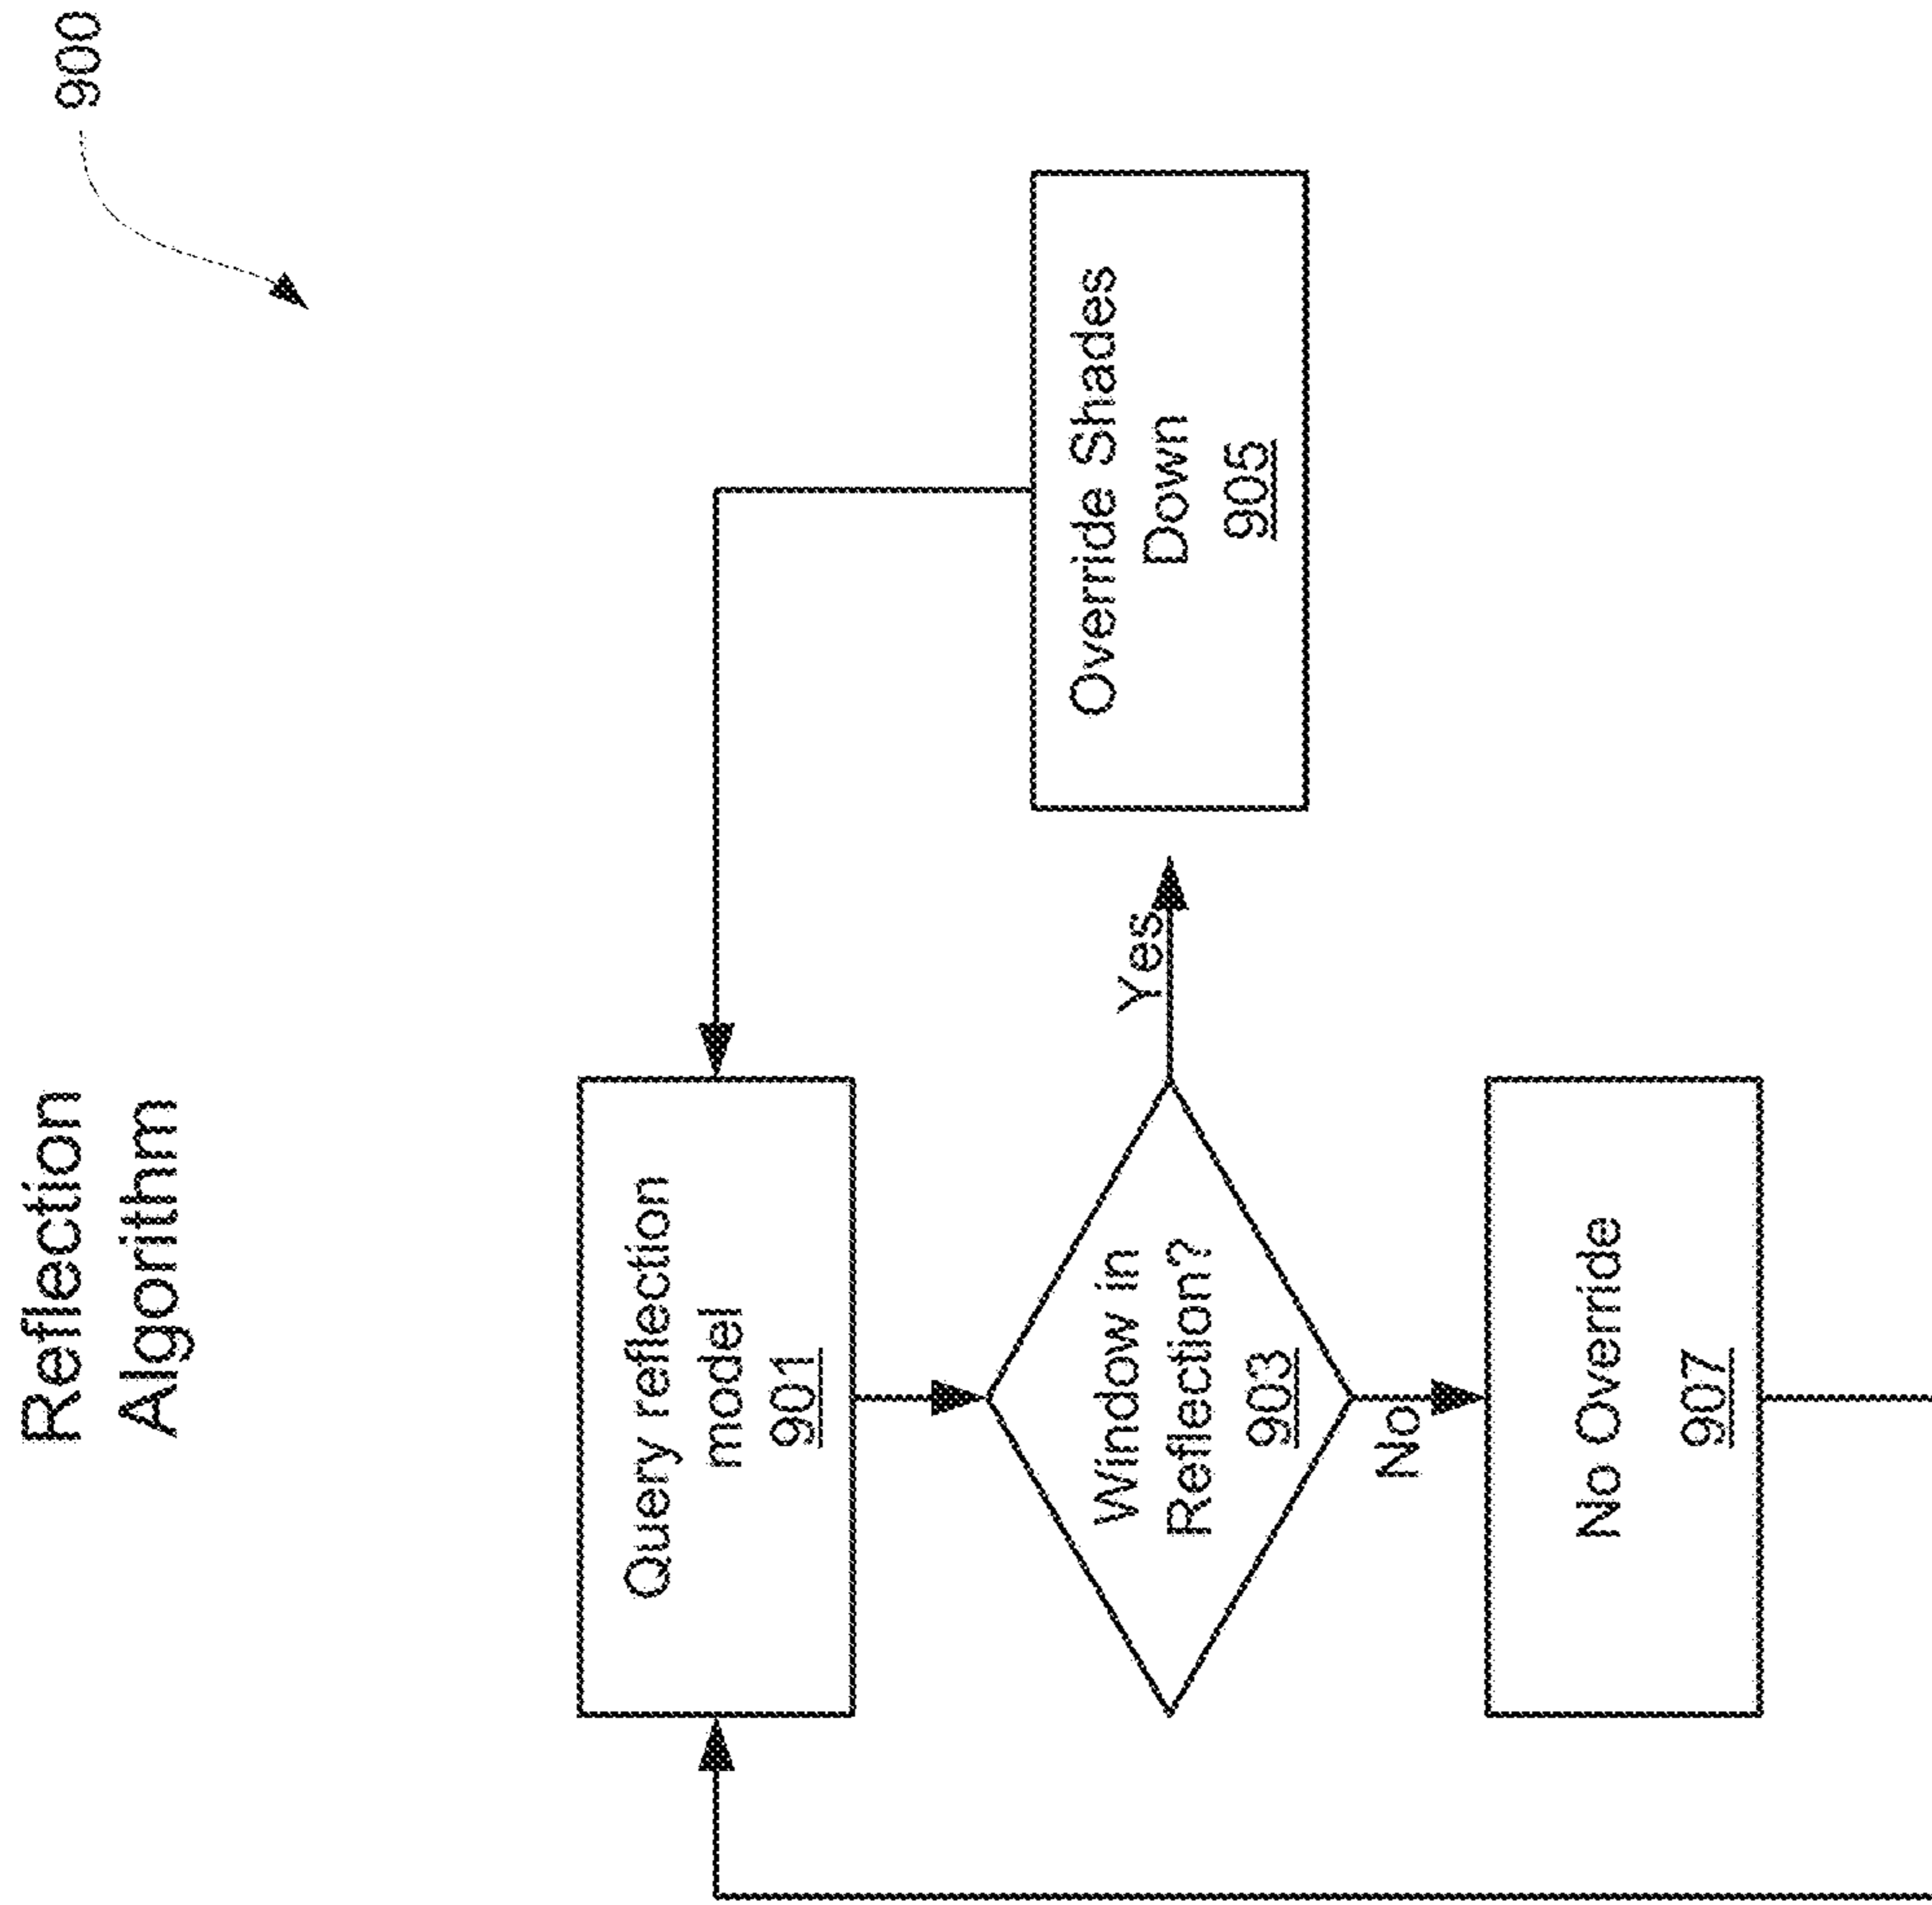 Reflection
Algorithm
900
Query reflection
model
901
Window in
Reflection?
903
Yes
Override Shades
Down
905
No
No Override
907